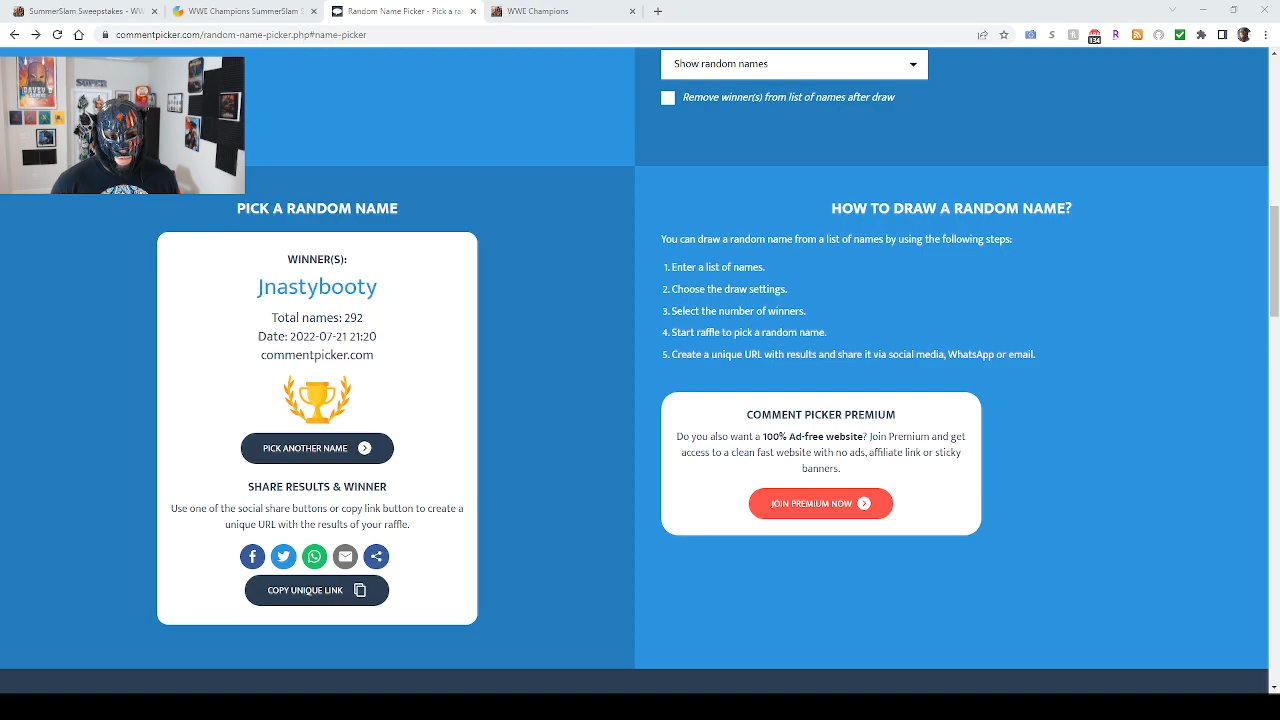 SummerSlam Sweepstakes - WW
WWE Champions SummerSlam S
Random Name Picker - Pick a ra
WWE Champions
commentpicker.com/random-name-picker.php#name-picker
134
Show random names
Remove winner(s) from list of names after draw
SUPER
PICK A RANDOM NAME
WINNER(S):
Jnastybooty
Total names: 292
Date: 2022-07-21 21:20
commentpicker.com
PICK ANOTHER NAME
SHARE RESULTS & WINNER
Use one of the social share buttons or copy link button to create a
unique URL with the results of your raffle.
COPY UNIQUE LINK
HOW TO DRAW A RANDOM NAME?
You can draw a random name from a list of names by using the following steps:
1. Enter a list of names.
2. Choose the draw settings.
3. Select the number of winners.
4. Start raffle to pick a random name.
5. Create a unique URL with results and share it via social media, WhatsApp or email.
COMMENT PICKER PREMIUM
Do you also want a 100% Ad-free website? Join Premium and get
access to a clean fast website with no ads, affiliate link or sticky
banners.
JOIN PREMIUM NOW